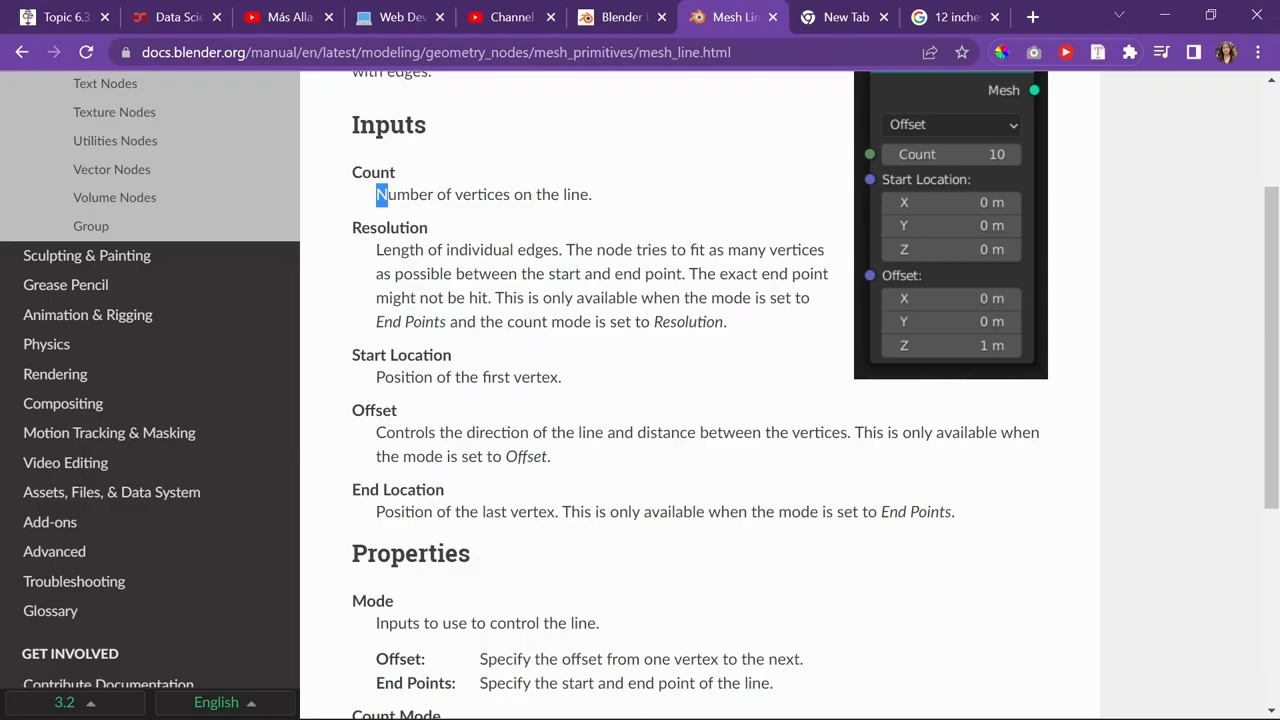 Topic 6.3
Data Scie
Más Alla
Web Dev
Channel
Blender
Mesh Lin
New Tab
12 inches
docs.blender.org/manual/en/latest/modeling/geometry_nodes/mesh_primitives/mesh_line.html
Text Nodes
Texture Nodes
Utilities Nodes
Vector Nodes
Volume Nodes
Group
Sculpting & Painting
Grease Pencil
Animation & Rigging
Physics
Rendering
Compositing
Motion Tracking & Masking
Video Editing
Assets, Files, & Data System
Add-ons
Advanced
Troubleshooting
Glossary
GET INVOLVED
Contribute Documentation
3.2
English
with edges.
Inputs
Count
Number of vertices on the line.
Resolution
Length of individual edges. The node tries to fit as many vertices
as possible between the start and end point. The exact end point
might not be hit. This is only available when the mode is set to
End Points and the count mode is set to Resolution.
Start Location
Position of the first vertex.
Offset
Controls the direction of the line and distance between the vertices. This is only available when
the mode is set to Offset.
End Location
Position of the last vertex. This is only available when the mode is set to End Points.
Properties
Mode
Inputs to use to control the line.
Offset: Specify the offset from one vertex to the next.
End Points: Specify the start and end point of the line.
Count Mode
Mesh
Offset
Count 10
Start Location:
X 0 m
Y 0 m
Z 0 m
Offset:
X 0 m
Y 0 m
Z 1 m